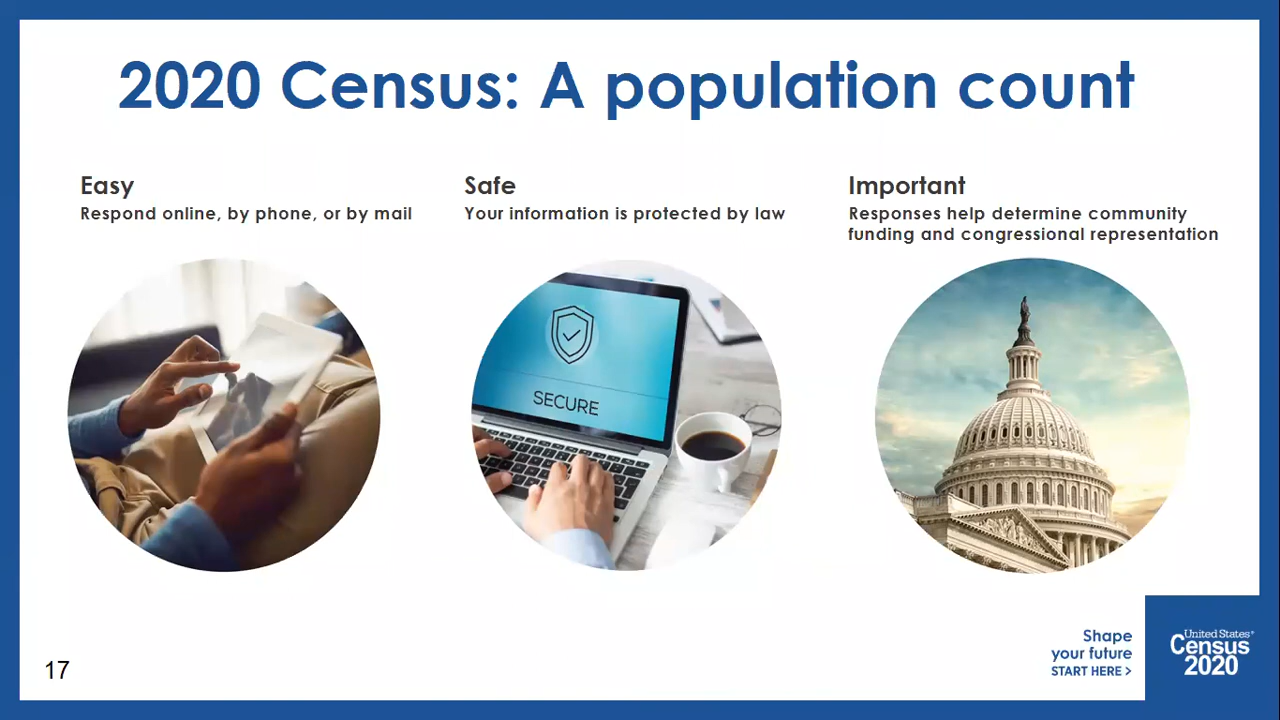 2020 Census: A population count
Easy
Respond online, by phone, or by mail
Safe
Your information is protected by law
Important
Responses help determine community
funding and congressional representation
SECURE
17
Shape
your future
START HERE >
United States®
Census
2020